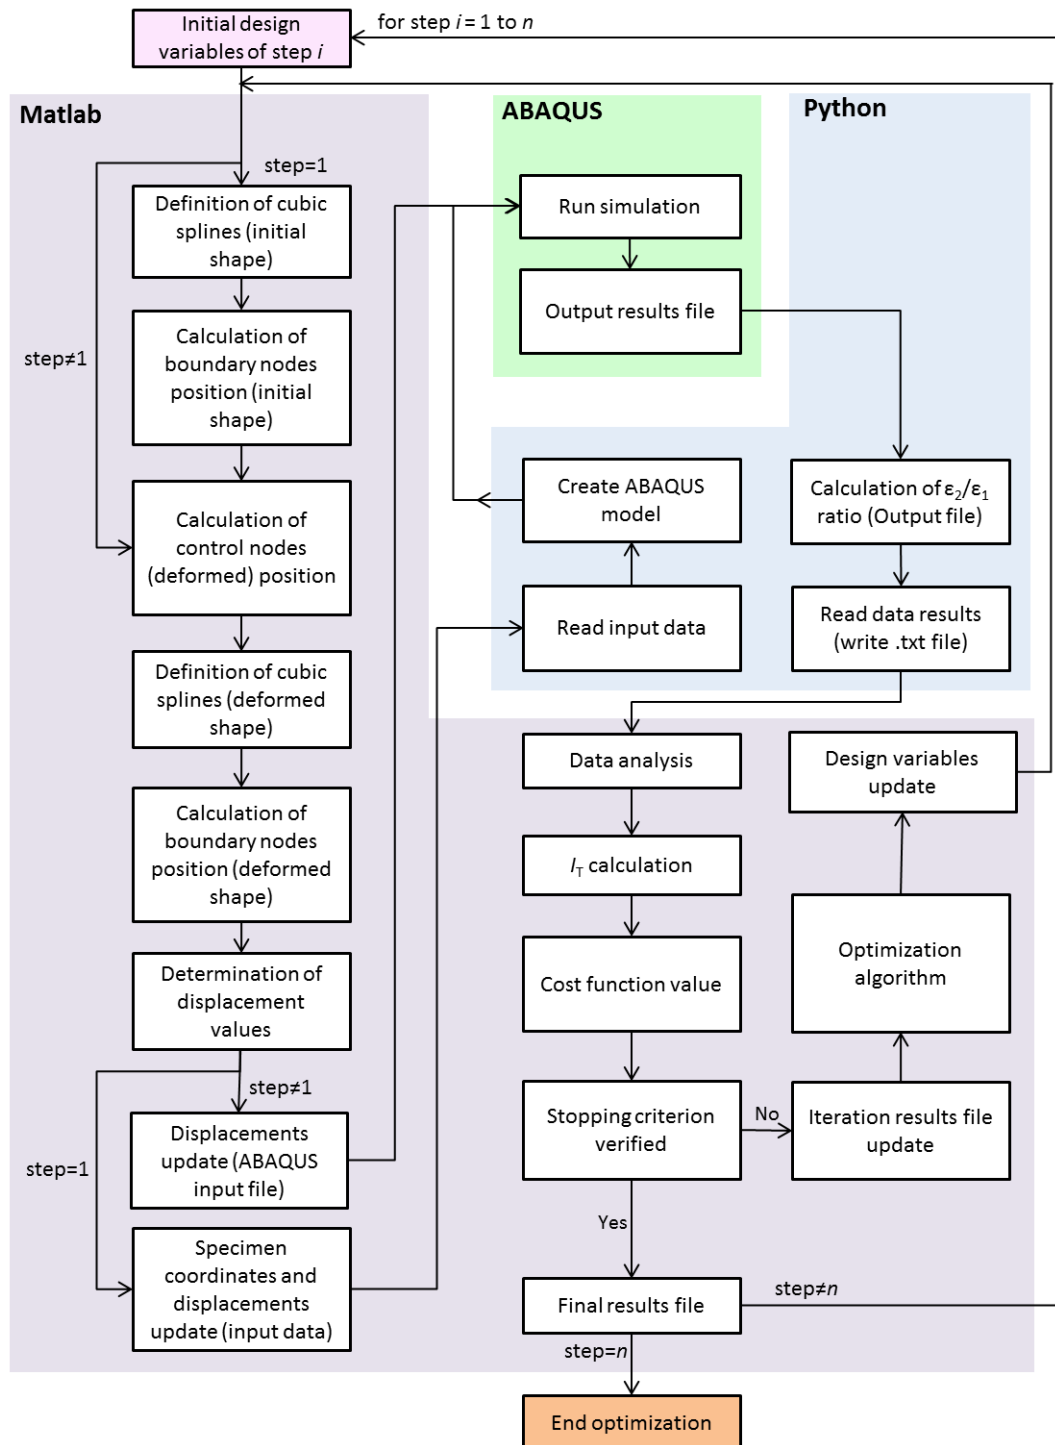 Initial design
variables of step i
for step i = 1 to n
Matlab
ABAQUS
Python
step=1
Definition of cubic
splines (initial
shape)
step≠1
Calculation of
boundary nodes
position (initial
shape)
Calculation of
control nodes
(deformed) position
Definition of cubic
splines (deformed
shape)
Calculation of
boundary nodes
position (deformed
shape)
Determination of
displacement
values
step≠1
step=1
Displacements
update (ABAQUS
input file)
Specimen
coordinates and
displacements
update (input data)
Run simulation
Output results file
Create ABAQUS
model
Read input data
Calculation of ε₂/ε₁
ratio (Output file)
Read data results
(write .txt file)
Data analysis
I_T calculation
Cost function value
Stopping criterion
verified
No
Iteration results file
update
Optimization
algorithm
Design variables
update
Yes
Final results file
step≠n
step=n
End optimization